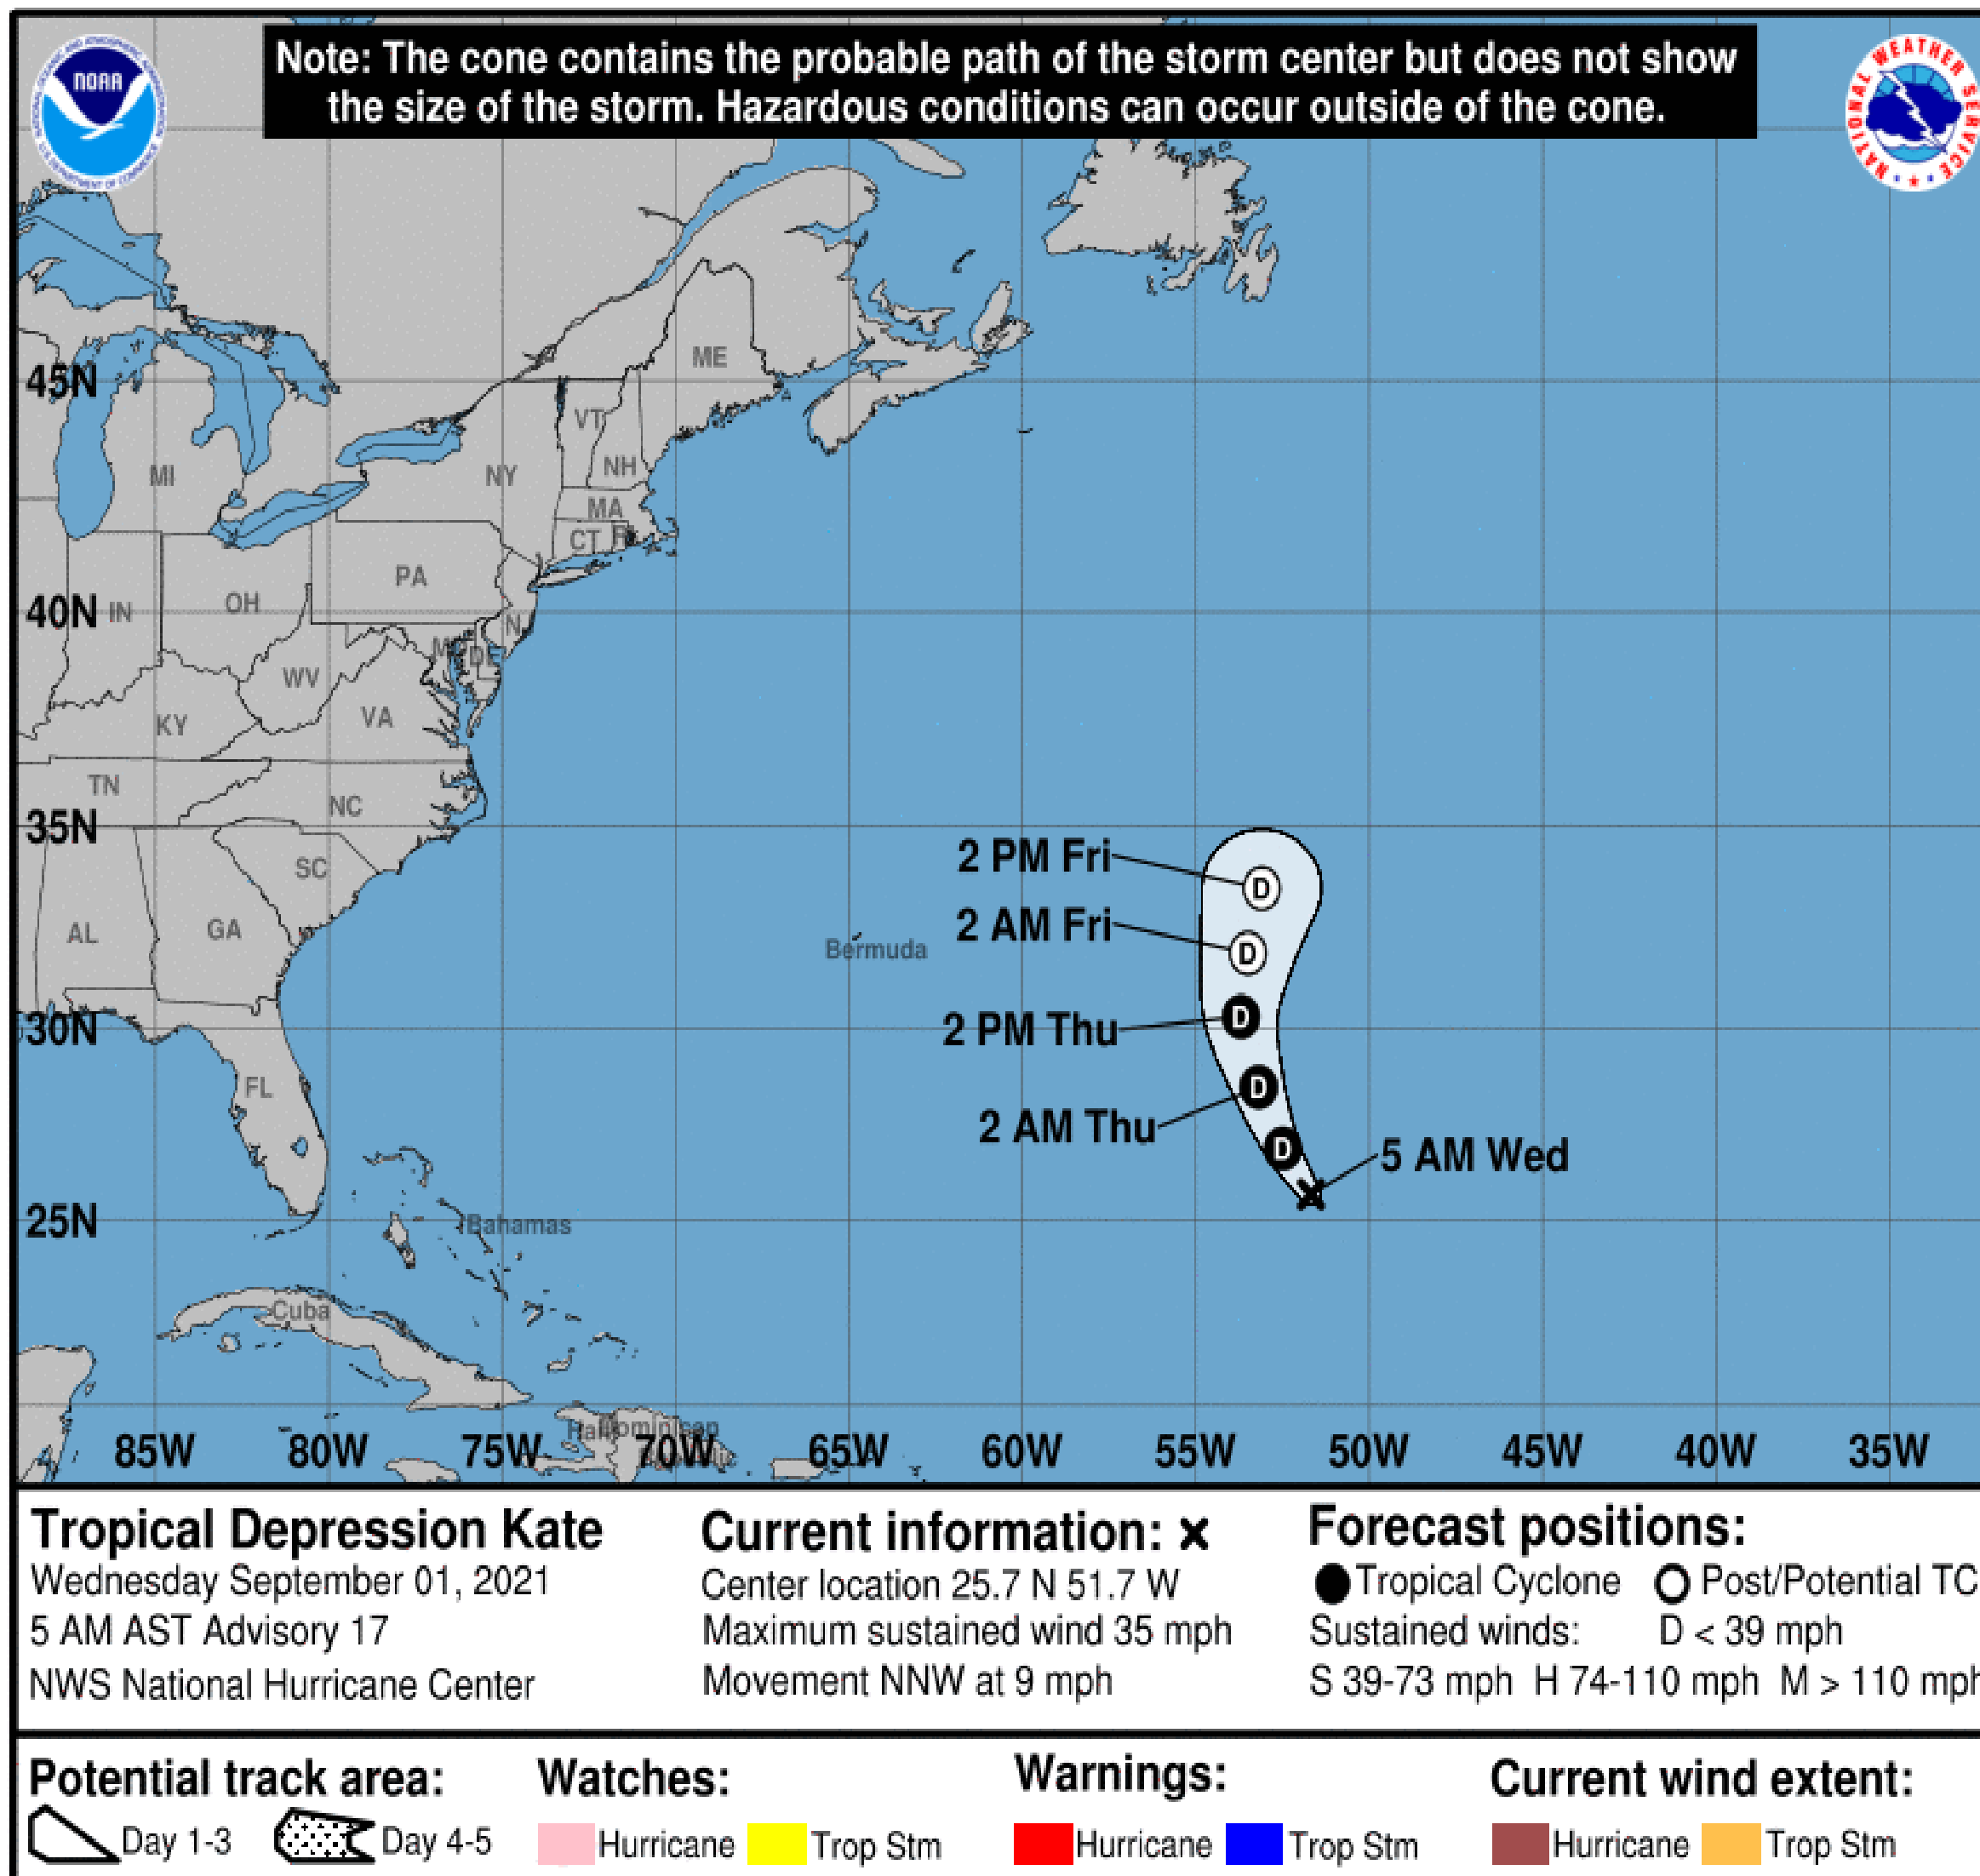 Note: The cone contains the probable path of the storm center but does not show
the size of the storm. Hazardous conditions can occur outside of the cone.
NOAA
NATIONAL WEATHER SERVICE
ME
45N
VT
MI
NY
NH
MA
CT
PA
40N IN
OH
WV
DE
KY
VA
TN
NC
35N
2 PM Fri
SC
2 AM Fri
AL
GA
Bermuda
30N
2 PM Thu
FL
2 AM Thu
5 AM Wed
25N
Bahamas
Cuba
85W 80W 75W 70W 65W 60W 55W 50W 45W 40W 35W
D
D
D
D
D
Tropical Depression Kate
Wednesday September 01, 2021
5 AM AST Advisory 17
NWS National Hurricane Center
Current information: x
Center location 25.7 N 51.7 W
Maximum sustained wind 35 mph
Movement NNW at 9 mph
Forecast positions:
Tropical Cyclone Post/Potential TC
Sustained winds: D < 39 mph
S 39-73 mph H 74-110 mph M > 110 mph
Potential track area:
Day 1-3 Day 4-5
Watches:
Hurricane Trop Stm
Warnings:
Hurricane Trop Stm
Current wind extent:
Hurricane Trop Stm